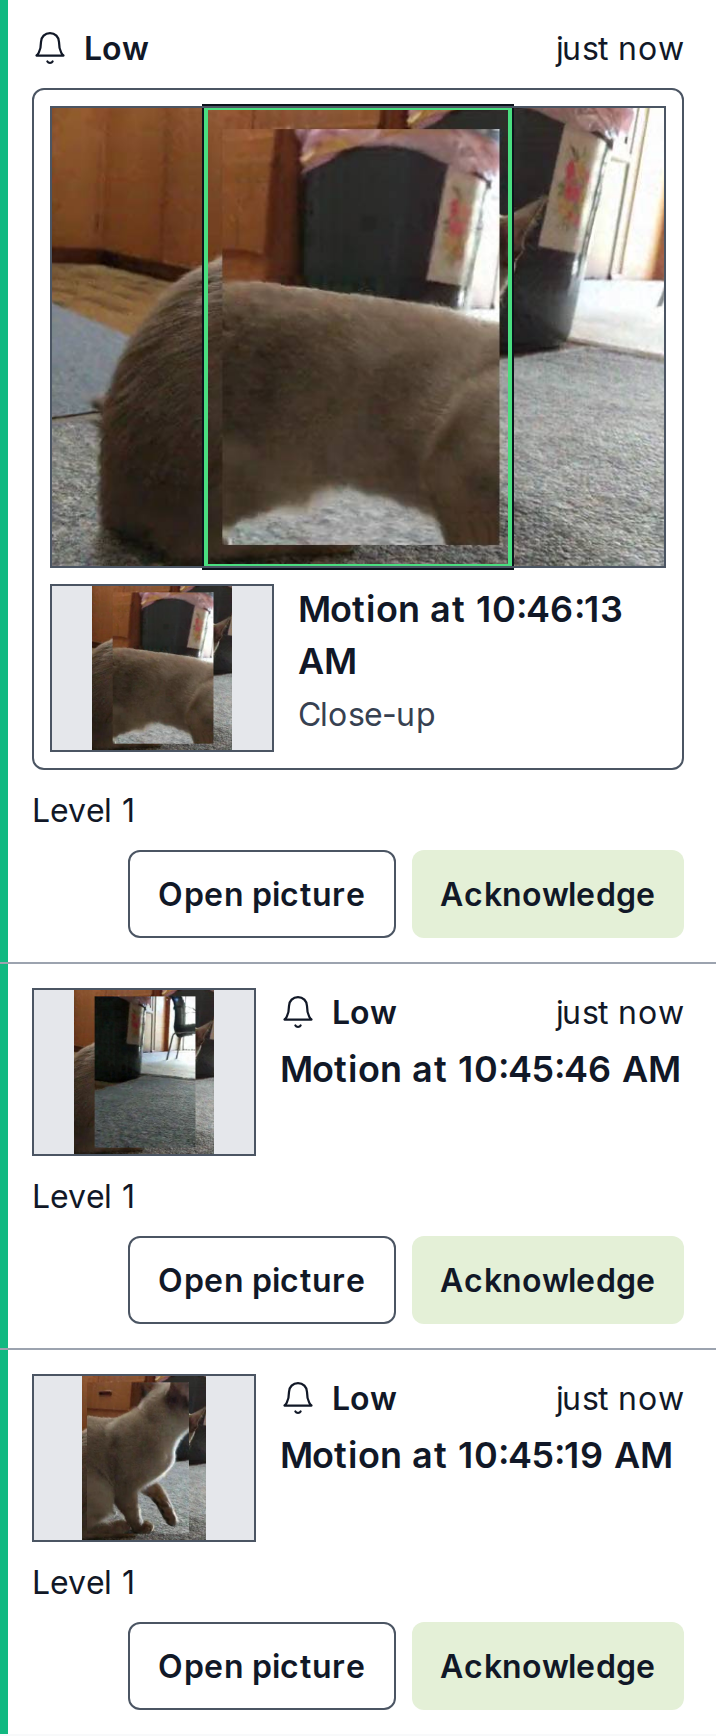 Low
just now
Motion at 10:46:13
AM
Close-up
Level 1
Open picture
Acknowledge
Low
just now
Motion at 10:45:46 AM
Level 1
Open picture
Acknowledge
Low
just now
Motion at 10:45:19 AM
Level 1
Open picture
Acknowledge